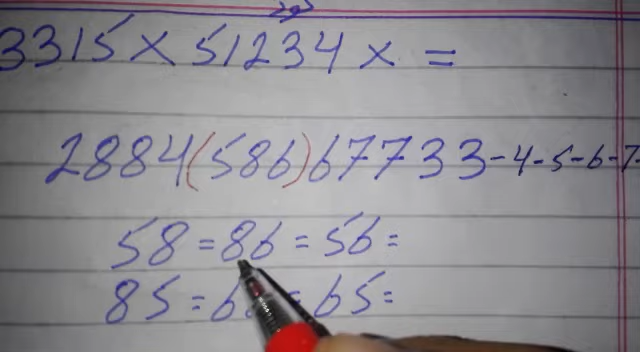 3315 × 51234 × =
2884(586)67733-4-5-6-7-
58 = 86 = 56 =
85 = = 65 =